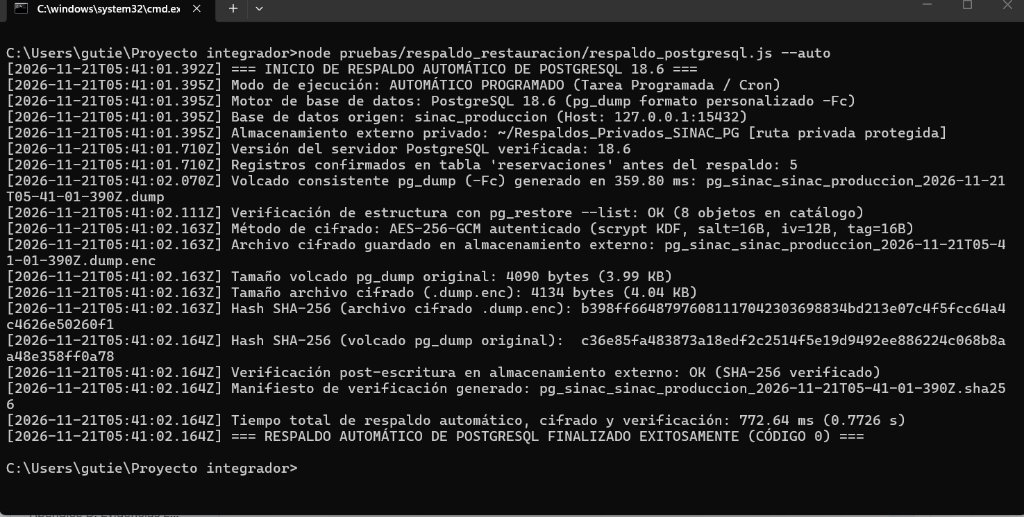 C:\windows\system32\cmd.ex
C:\Users\gutie\Proyecto integrador>node pruebas/respaldo_restauracion/respaldo_postgresql.js --auto
[2026-11-21T05:41:01.392Z] === INICIO DE RESPALDO AUTOMÁTICO DE POSTGRESQL 18.6 ===
[2026-11-21T05:41:01.395Z] Modo de ejecución: AUTOMÁTICO PROGRAMADO (Tarea Programada / Cron)
[2026-11-21T05:41:01.395Z] Motor de base de datos: PostgreSQL 18.6 (pg_dump formato personalizado -Fc)
[2026-11-21T05:41:01.395Z] Base de datos origen: sinac_produccion (Host: 127.0.0.1:15432)
[2026-11-21T05:41:01.395Z] Almacenamiento externo privado: ~/Respaldos_Privados_SINAC_PG [ruta privada protegida]
[2026-11-21T05:41:01.710Z] Versión del servidor PostgreSQL verificada: 18.6
[2026-11-21T05:41:01.710Z] Registros confirmados en tabla 'reservaciones' antes del respaldo: 5
[2026-11-21T05:41:02.070Z] Volcado consistente pg_dump (-Fc) generado en 359.80 ms: pg_sinac_sinac_produccion_2026-11-21
T05-41-01-390Z.dump
[2026-11-21T05:41:02.111Z] Verificación de estructura con pg_restore --list: OK (8 objetos en catálogo)
[2026-11-21T05:41:02.163Z] Método de cifrado: AES-256-GCM autenticado (scrypt KDF, salt=16B, iv=12B, tag=16B)
[2026-11-21T05:41:02.163Z] Archivo cifrado guardado en almacenamiento externo: pg_sinac_sinac_produccion_2026-11-21T05-4
1-01-390Z.dump.enc
[2026-11-21T05:41:02.163Z] Tamaño volcado pg_dump original: 4090 bytes (3.99 KB)
[2026-11-21T05:41:02.163Z] Tamaño archivo cifrado (.dump.enc): 4134 bytes (4.04 KB)
[2026-11-21T05:41:02.163Z] Hash SHA-256 (archivo cifrado .dump.enc): b398ff66487976081117042303698834bd213e07c4f5fcc64a4
c4626e50260f1
[2026-11-21T05:41:02.164Z] Hash SHA-256 (volcado pg_dump original):  c36e85fa483873a18edf2c2514f5e19d9492ee886224c068b8a
a48e358ff0a78
[2026-11-21T05:41:02.164Z] Verificación post-escritura en almacenamiento externo: OK (SHA-256 verificado)
[2026-11-21T05:41:02.164Z] Manifiesto de verificación generado: pg_sinac_sinac_produccion_2026-11-21T05-41-01-390Z.sha25
6
[2026-11-21T05:41:02.164Z] Tiempo total de respaldo automático, cifrado y verificación: 772.64 ms (0.7726 s)
[2026-11-21T05:41:02.164Z] === RESPALDO AUTOMÁTICO DE POSTGRESQL FINALIZADO EXITOSAMENTE (CÓDIGO 0) ===
C:\Users\gutie\Proyecto integrador>